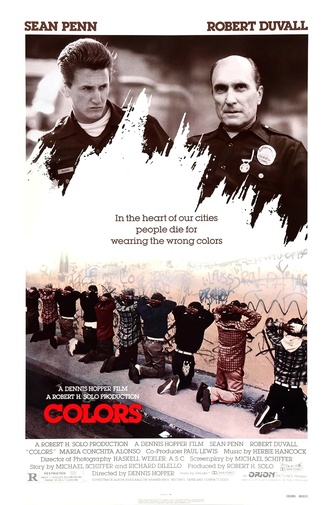 SEAN PENN ROBERT DUVALL
In the heart of our cities
people die for
wearing the wrong colors
A DENNIS HOPPER FILM
A ROBERT H. SOLO PRODUCTION
COLORS
A ROBERT H. SOLO PRODUCTION A DENNIS HOPPER FILM SEAN PENN ROBERT DUVALL
"COLORS" MARIA CONCHITA ALONSO Co-Producer PAUL LEWIS Music by HERBIE HANCOCK
Director of Photography HASKELL WEXLER, A.S.C. Screenplay by MICHAEL SCHIFFER
Story by MICHAEL SCHIFFER and RICHARD DILELLO Produced by ROBERT H. SOLO
R RESTRICTED Directed by DENNIS HOPPER ORION